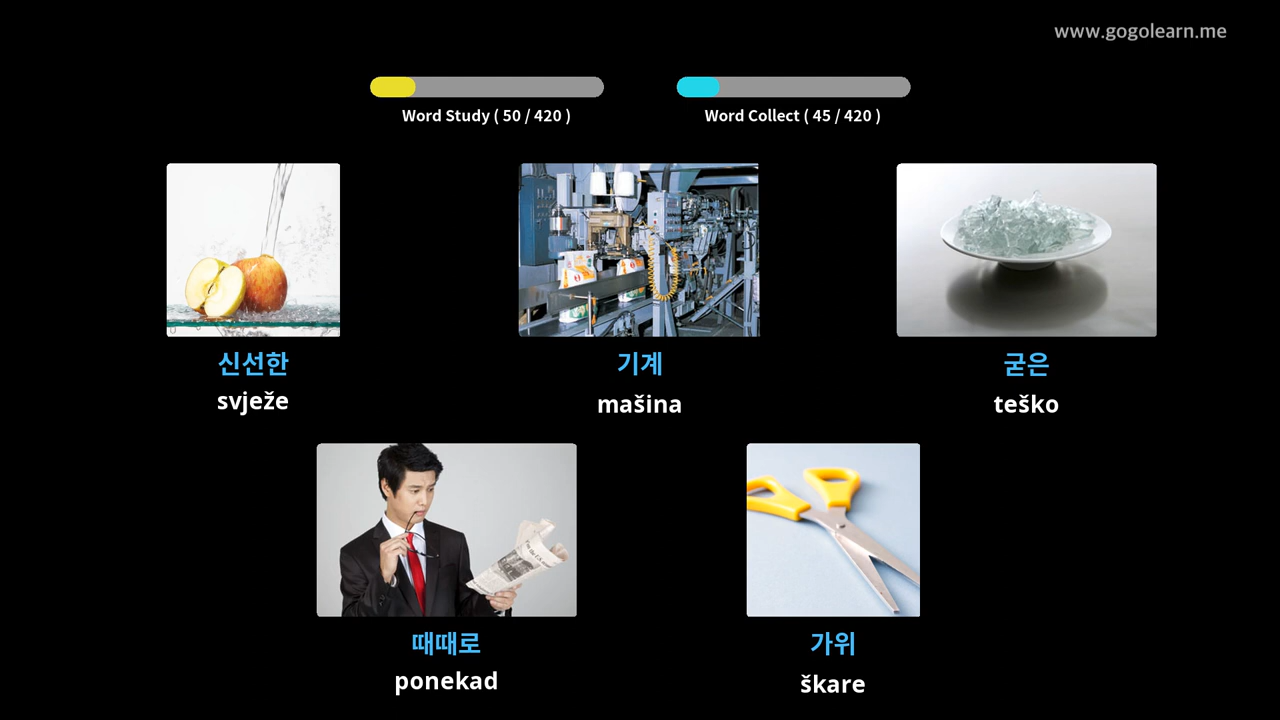 www.gogolearn.me
Word Study ( 50 / 420 )
Word Collect ( 45 / 420 )
신선한
svježe
기계
mašina
굳은
teško
때때로
ponekad
가위
škare